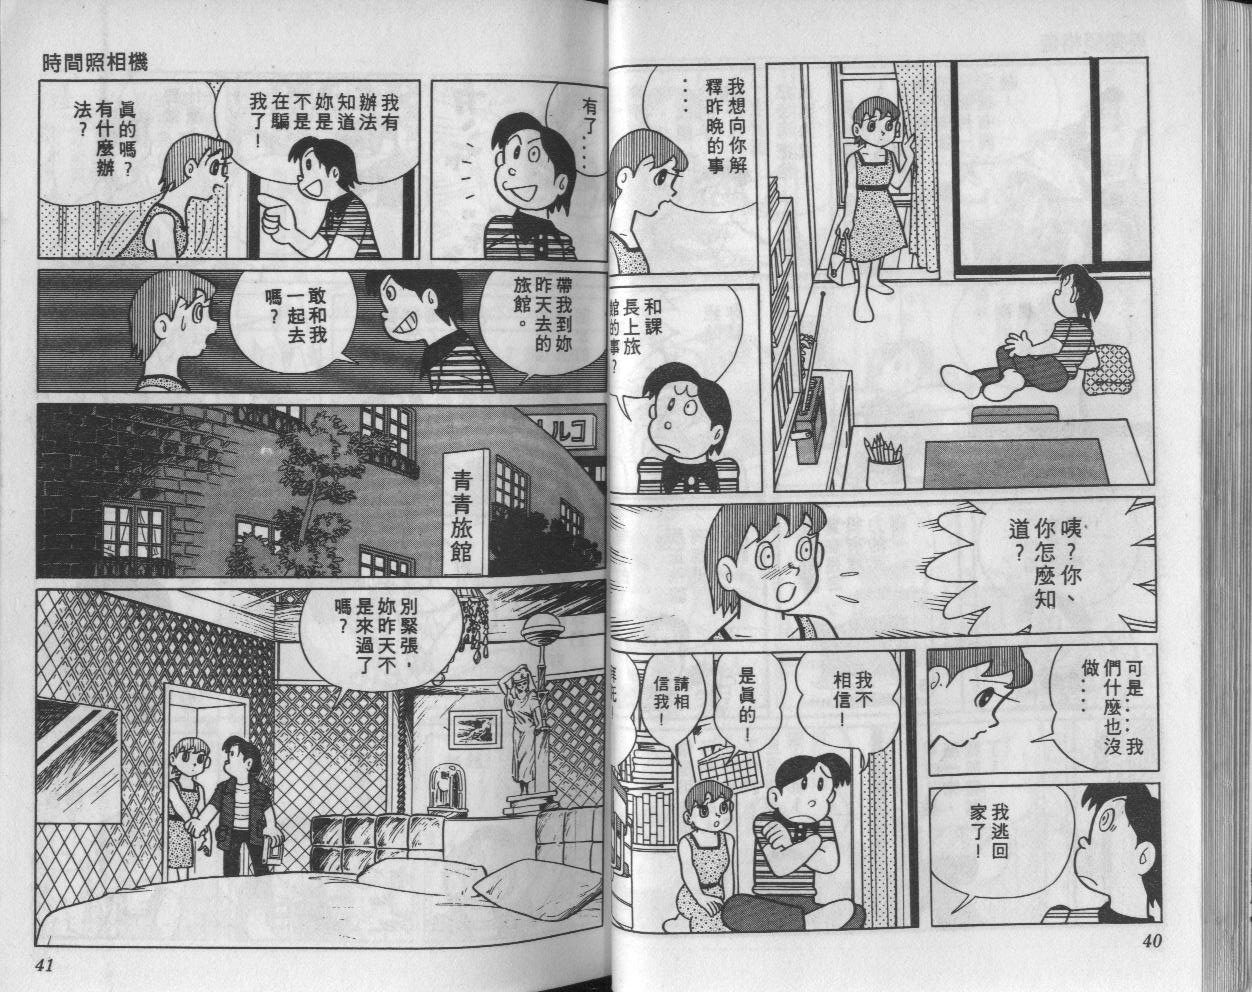 我想向你解
釋昨晚的事
‥‥
和課
長上旅
館的事？
咦？你、
你怎麼知
道？
可是‥‥我
們什麼也沒
做‥‥
我逃回
家了！
我不
相信！
是眞的！
請相
信我！
40
時間照相機
有了‥‥
我有
辦法
知道
妳是
不是
在騙
我了！
眞的嗎？
有什麼辦
法？
帶我到妳
昨天去的
旅館。
敢和我
一起去
嗎？
トルコ
青青旅館
別緊張，
妳昨天不
是來過了
嗎？
41